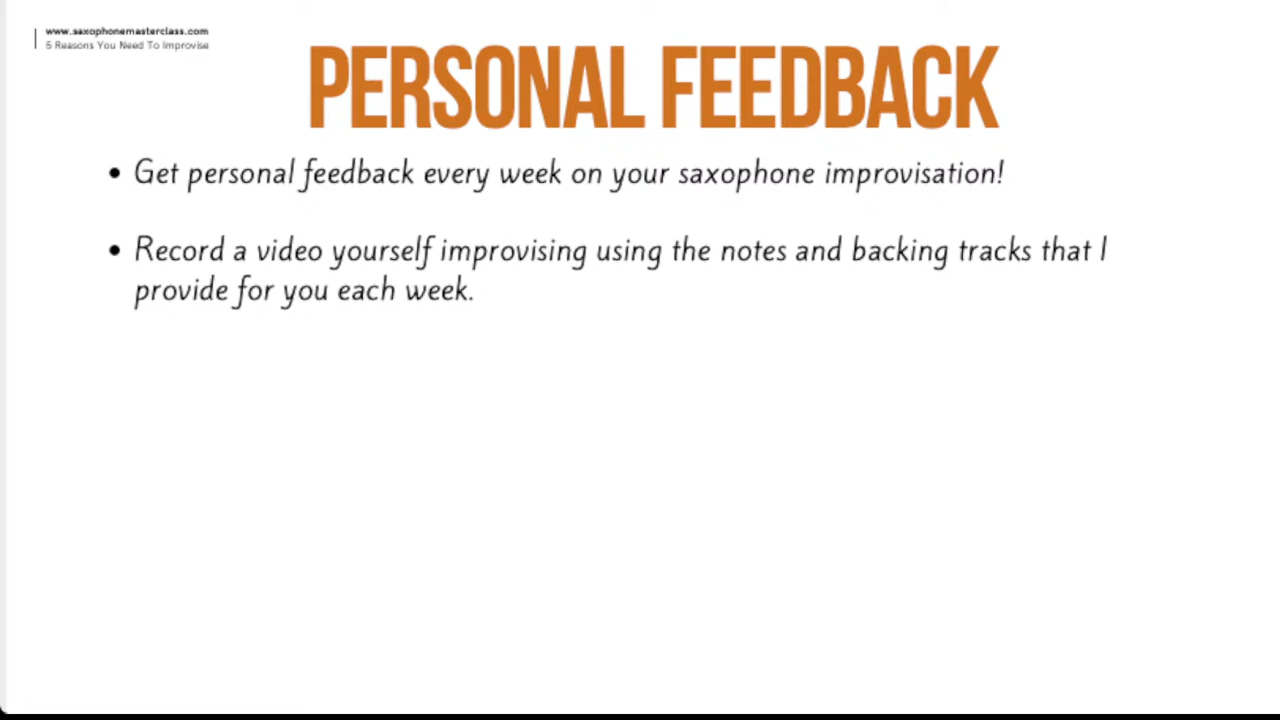 www.saxophonemasterclass.com
5 Reasons You Need To Improvise
PERSONAL FEEDBACK
• Get personal feedback every week on your saxophone improvisation!
• Record a video yourself improvising using the notes and backing tracks that I
provide for you each week.